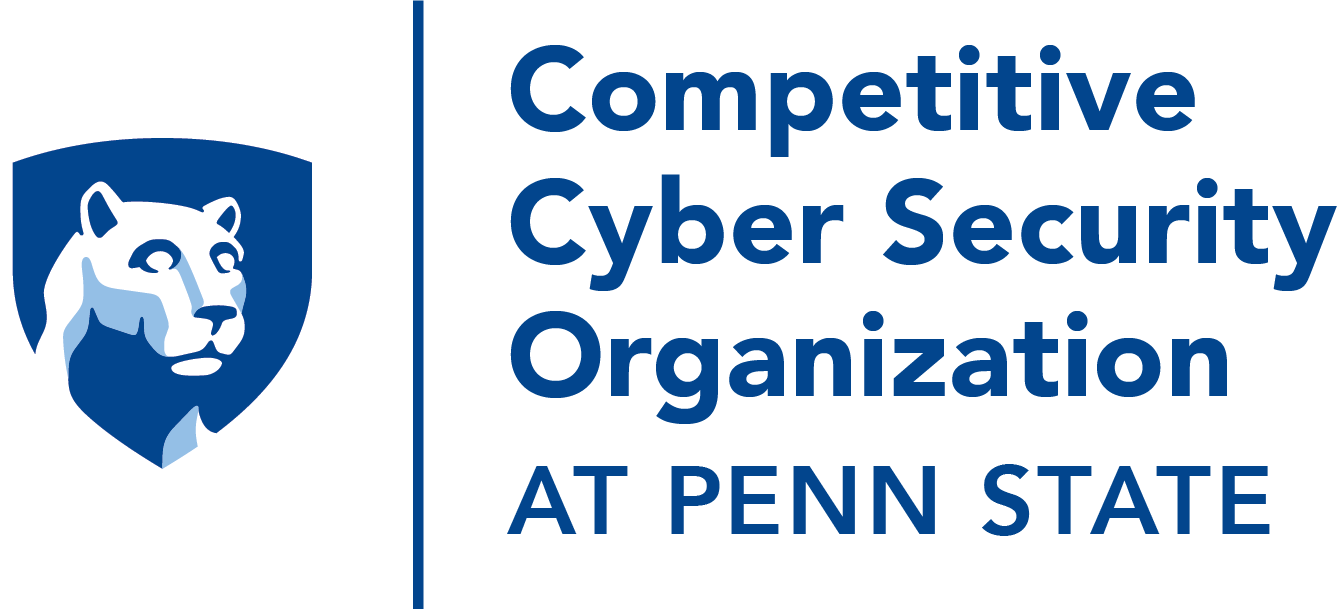 Competitive
Cyber Security
Organization
AT PENN STATE